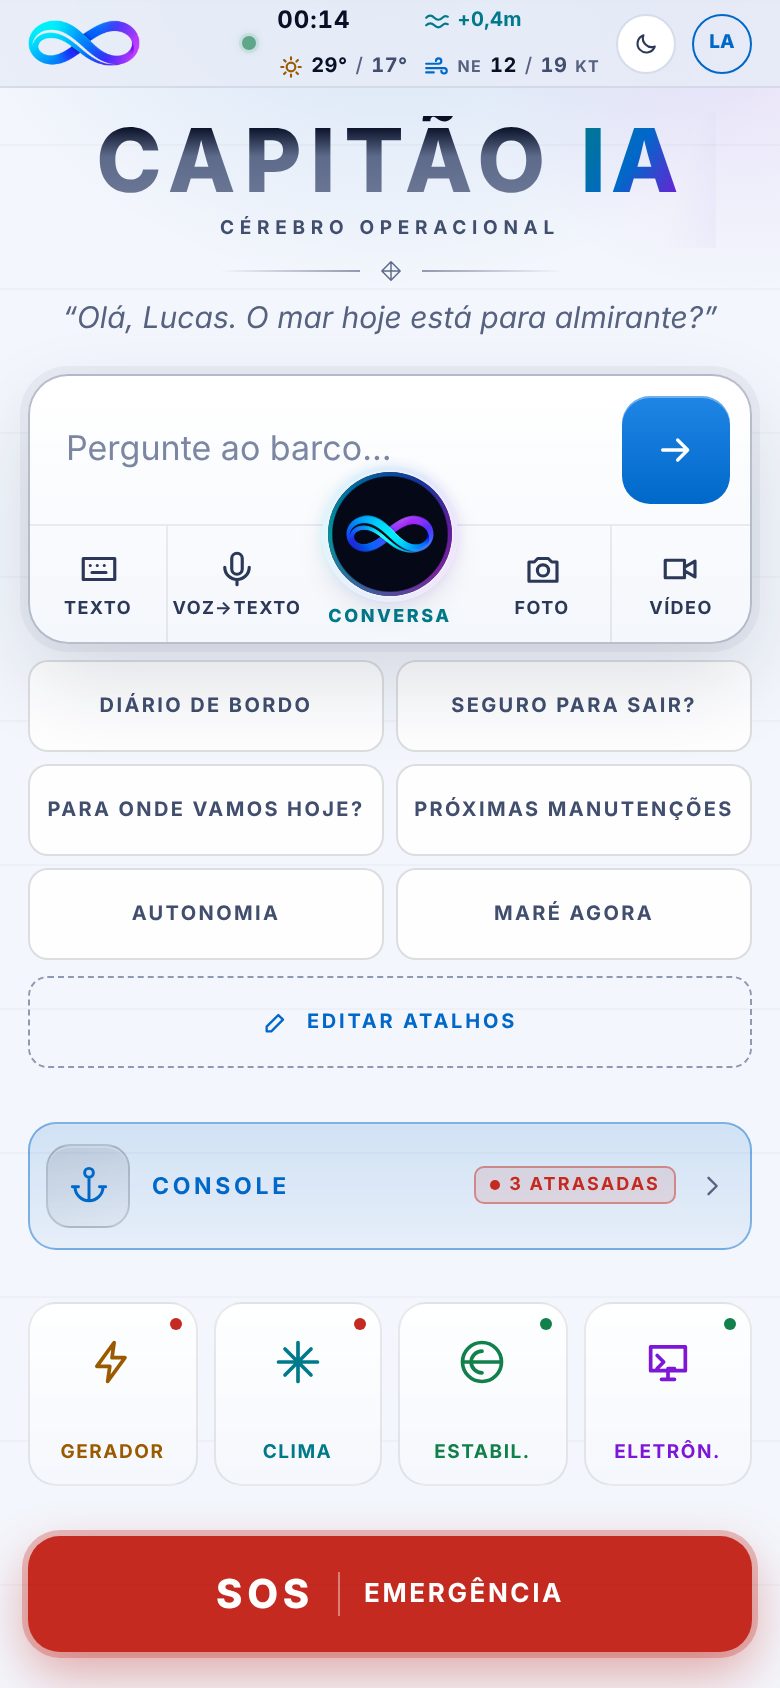 00:14
+0,4m
29° / 17°
NE 12 / 19 KT
LA
CAPITÃO IA
CÉREBRO OPERACIONAL
“Olá, Lucas. O mar hoje está para almirante?”
Pergunte ao barco...
TEXTO
VOZ→TEXTO
CONVERSA
FOTO
VÍDEO
DIÁRIO DE BORDO
SEGURO PARA SAIR?
PARA ONDE VAMOS HOJE?
PRÓXIMAS MANUTENÇÕES
AUTONOMIA
MARÉ AGORA
EDITAR ATALHOS
CONSOLE
3 ATRASADAS
GERADOR
CLIMA
ESTABIL.
ELETRÔN.
SOS
EMERGÊNCIA